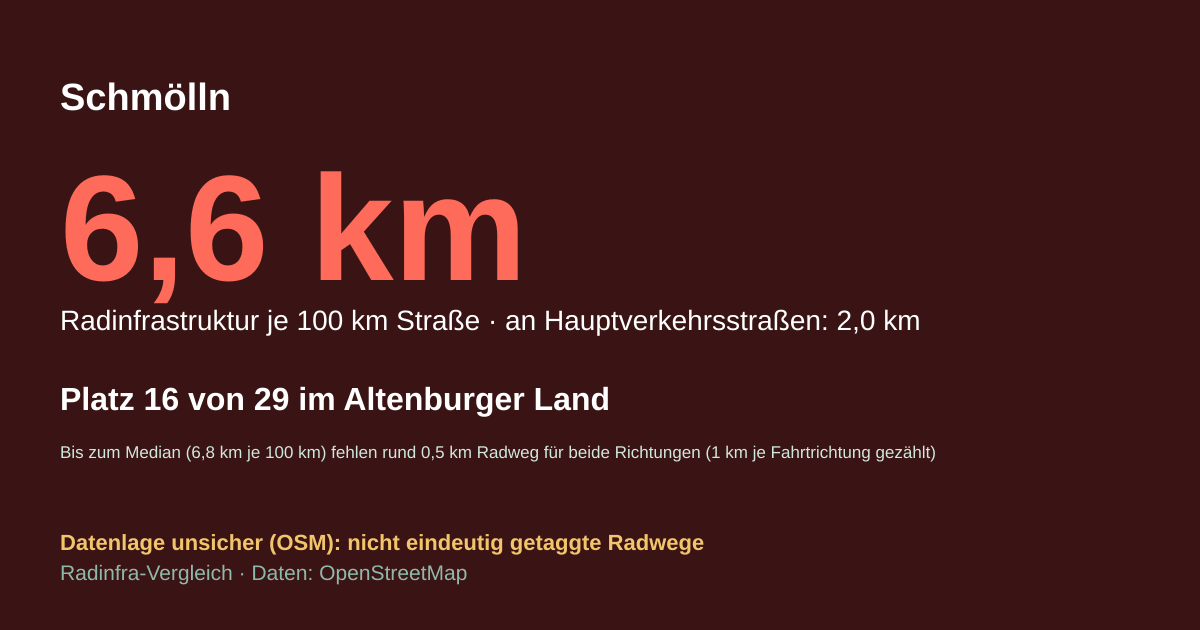 Schmölln
6,6 km
Radinfrastruktur je 100 km Straße · an Hauptverkehrsstraßen: 2,0 km
Platz 16 von 29 im Altenburger Land
Bis zum Median (6,8 km je 100 km) fehlen rund 0,5 km Radweg für beide Richtungen (1 km je Fahrtrichtung gezählt)
Datenlage unsicher (OSM): nicht eindeutig getaggte Radwege
Radinfra-Vergleich · Daten: OpenStreetMap